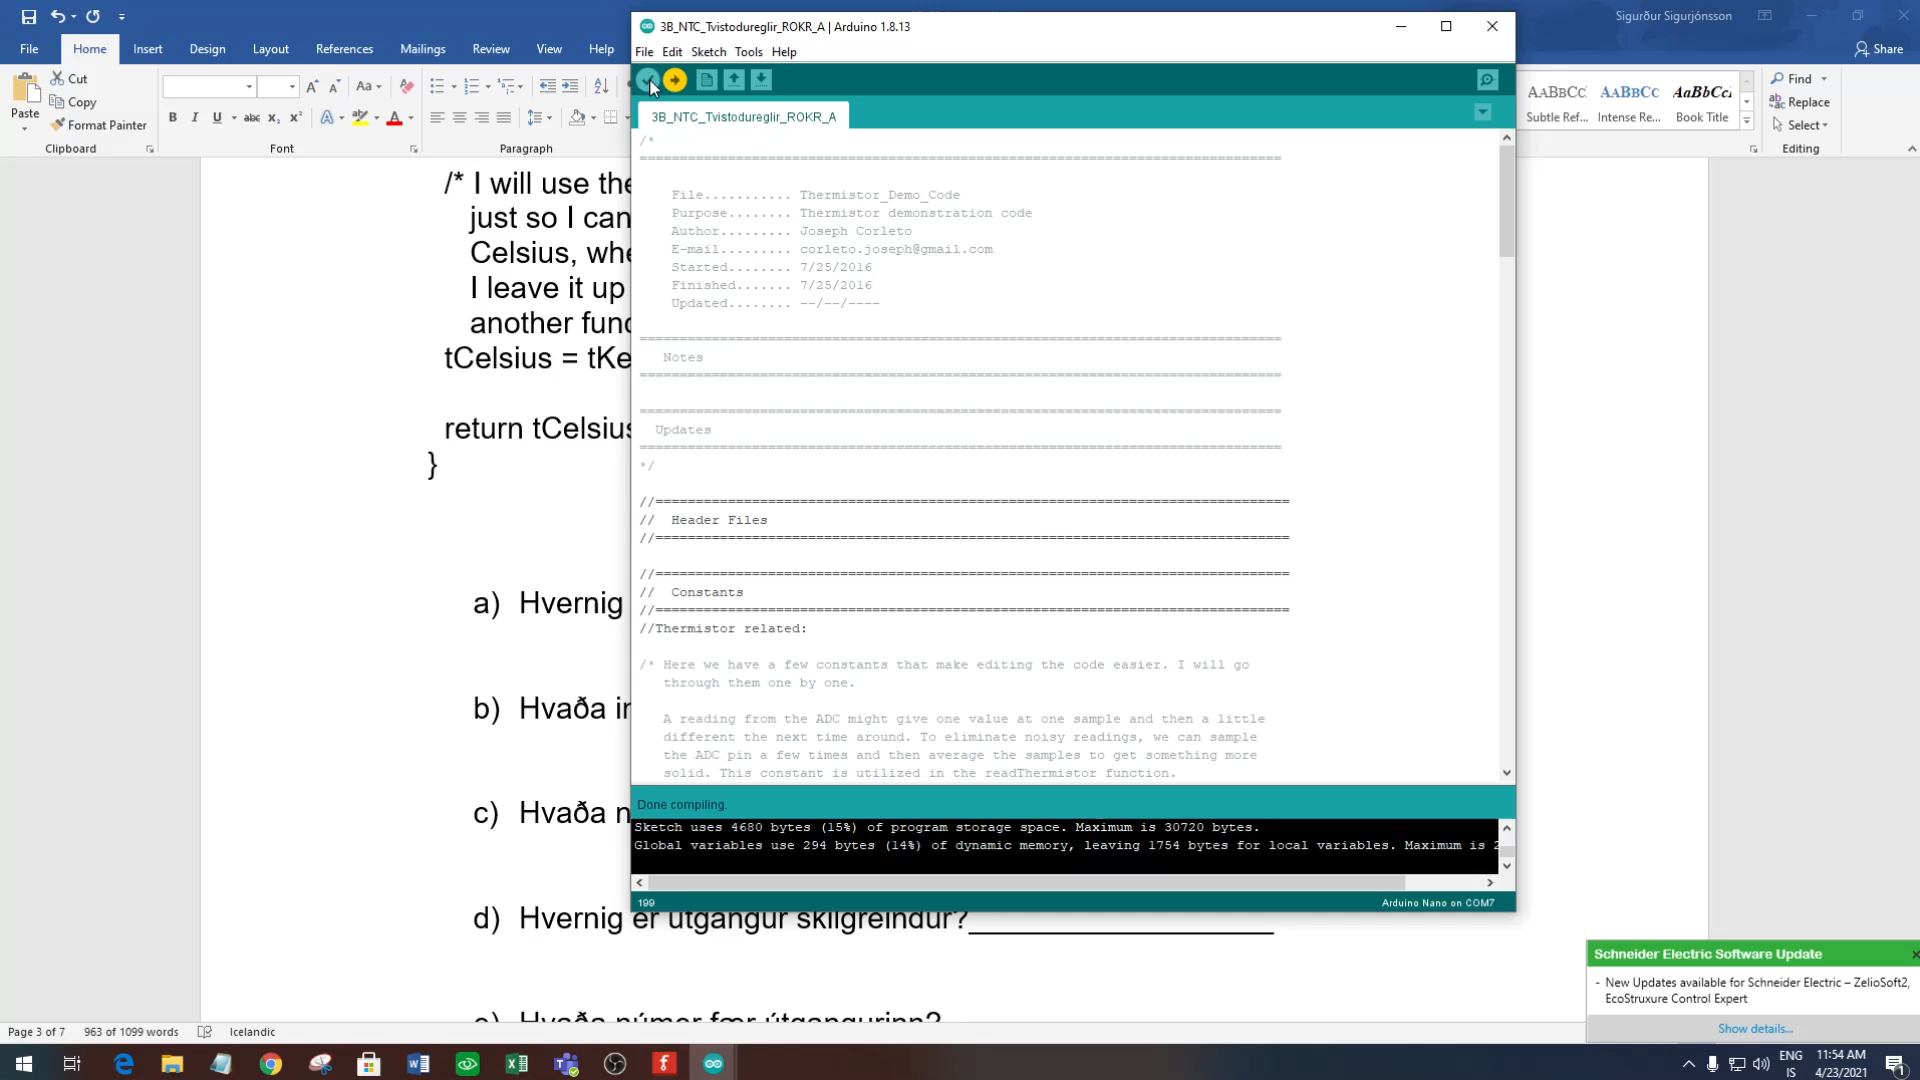 Sigurður Sigurjónsson
File Home Insert Design Layout References Mailings Review View Help
Share
Paste
Cut
Copy
Format Painter
Clipboard
Font
Paragraph
AABBCC AABBCC AaBbCc
Subtle Ref... Intense Re... Book Title
Find
Replace
Select
Editing
/* I will use the
just so I can
Celsius, whe
I leave it up
another func
tCelsius = tKe
return tCelsius
}
a) Hvernig
b) Hvaða in
c) Hvaða n
d) Hvernig er útgangur skilgreindur?
e) Hvaða númer fær útgangurinn?
3B_NTC_Tvistodureglir_ROKR_A | Arduino 1.8.13
File Edit Sketch Tools Help
3B_NTC_Tvistodureglir_ROKR_A
/*
================================================================================
File........... Thermistor_Demo_Code
Purpose........ Thermistor demonstration code
Author......... Joseph Corleto
E-mail......... corleto.joseph@gmail.com
Started........ 7/25/2016
Finished....... 7/25/2016
Updated........ --/--/----
================================================================================
Notes
================================================================================
================================================================================
Updates
================================================================================
*/
//===============================================================================
// Header Files
//===============================================================================
//===============================================================================
// Constants
//===============================================================================
//Thermistor related:
/* Here we have a few constants that make editing the code easier. I will go
through them one by one.
A reading from the ADC might give one value at one sample and then a little
different the next time around. To eliminate noisy readings, we can sample
the ADC pin a few times and then average the samples to get something more
solid. This constant is utilized in the readThermistor function.
Done compiling.
Sketch uses 4680 bytes (15%) of program storage space. Maximum is 30720 bytes.
Global variables use 294 bytes (14%) of dynamic memory, leaving 1754 bytes for local variables. Maximum is 2
199
Arduino Nano on COM7
Schneider Electric Software Update
- New Updates available for Schneider Electric – ZelioSoft2,
EcoStruxure Control Expert
Show details...
Page 3 of 7 963 of 1099 words Icelandic
ENG
IS
11:54 AM
4/23/2021
1